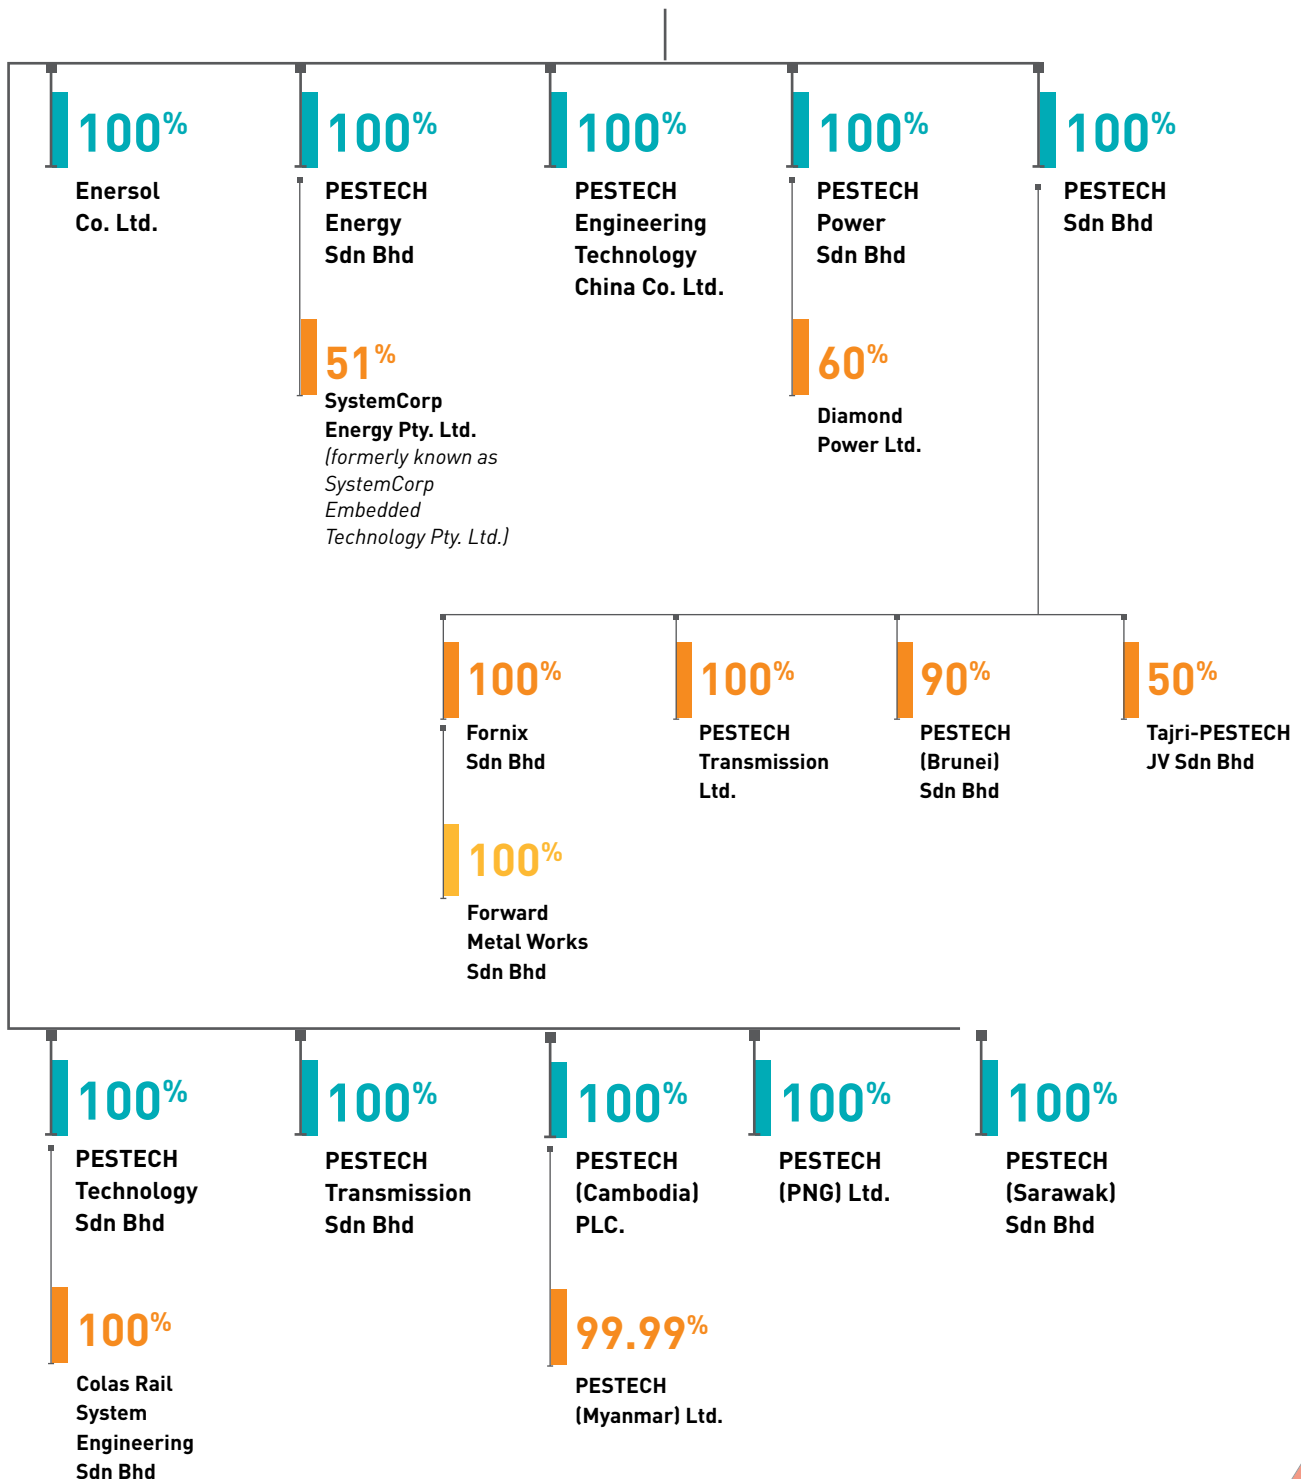 100%
Enersol
Co. Ltd.
100%
PESTECH
Energy
Sdn Bhd
100%
PESTECH
Engineering
Technology
China Co. Ltd.
100%
PESTECH
Power
Sdn Bhd
100%
PESTECH
Sdn Bhd
51%
SystemCorp
Energy Pty. Ltd.
(formerly known as
SystemCorp
Embedded
Technology Pty. Ltd.)
60%
Diamond
Power Ltd.
100%
Fornix
Sdn Bhd
100%
PESTECH
Transmission
Ltd.
90%
PESTECH
(Brunei)
Sdn Bhd
50%
Tajri-PESTECH
JV Sdn Bhd
100%
Forward
Metal Works
Sdn Bhd
100%
PESTECH
Technology
Sdn Bhd
100%
PESTECH
Transmission
Sdn Bhd
100%
PESTECH
(Cambodia)
PLC.
100%
PESTECH
(PNG) Ltd.
100%
PESTECH
(Sarawak)
Sdn Bhd
100%
Colas Rail
System
Engineering
Sdn Bhd
99.99%
PESTECH
(Myanmar) Ltd.